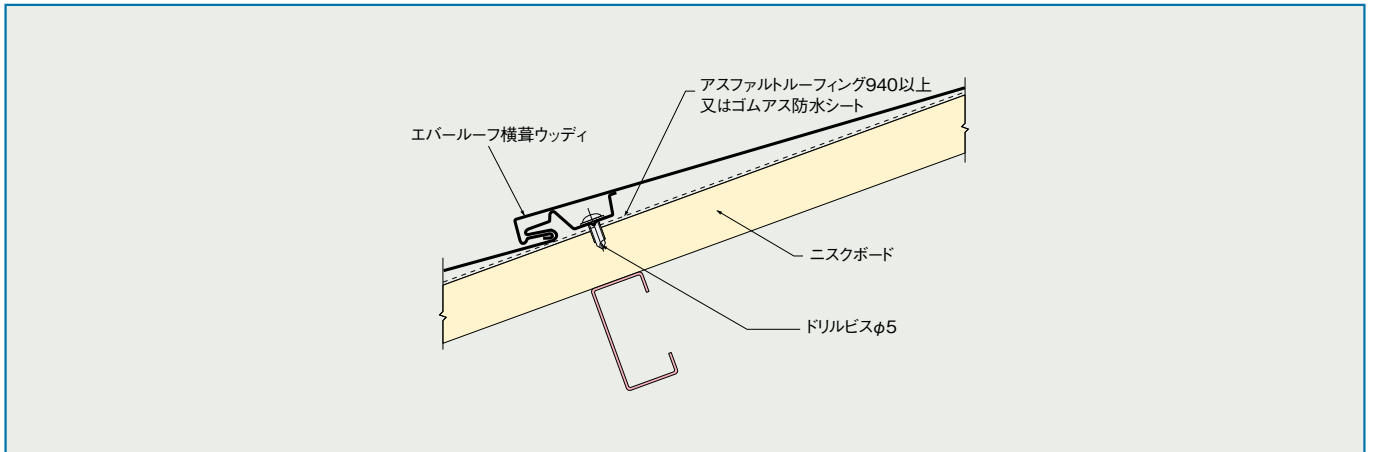 アスファルトルーフィング940以上
又はゴムアス防水シート
エバールーフ横葺ウッディ
ニスクボード
ドリルビスφ5